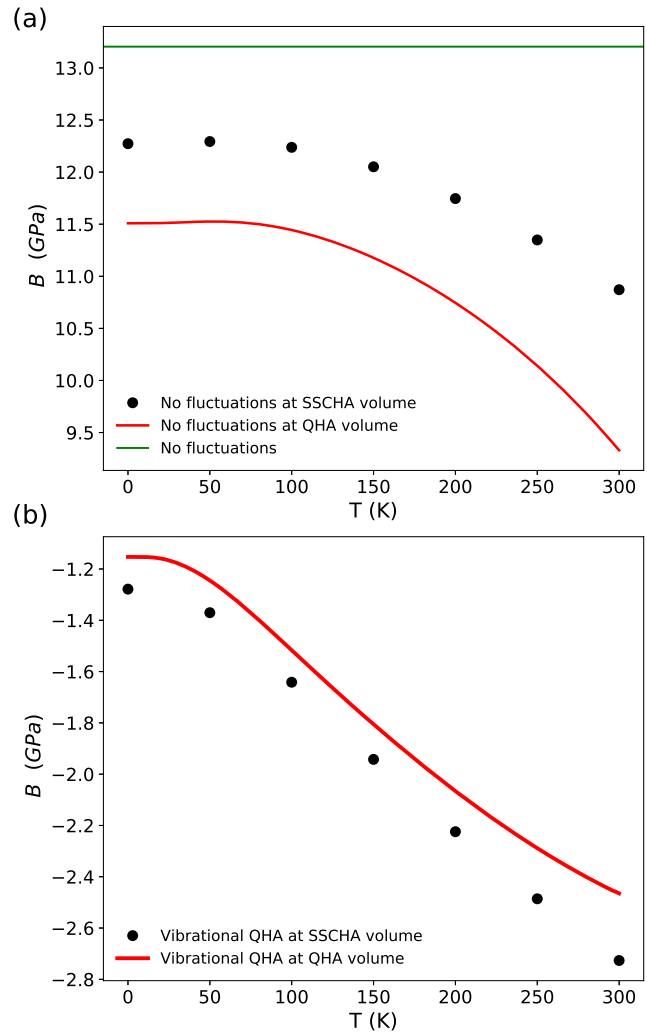 (a)
13.0
12.5
12.0
11.5
11.0
10.5
10.0
9.5
B (GPa)
No fluctuations at SSCHA volume
No fluctuations at QHA volume
No fluctuations
0 50 100 150 200 250 300
T (K)
(b)
−1.2
−1.4
−1.6
−1.8
−2.0
−2.2
−2.4
−2.6
−2.8
B (GPa)
Vibrational QHA at SSCHA volume
Vibrational QHA at QHA volume
0 50 100 150 200 250 300
T (K)